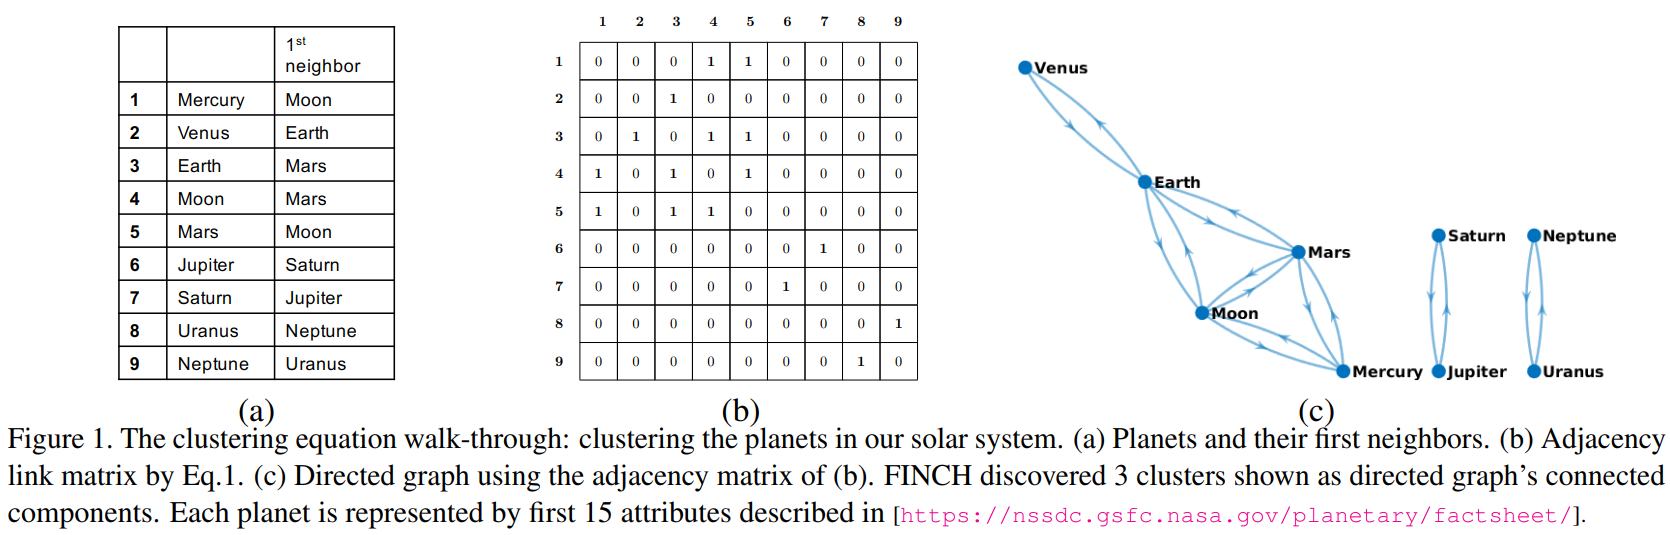 1st
neighbor
1 Mercury Moon
2 Venus Earth
3 Earth Mars
4 Moon Mars
5 Mars Moon
6 Jupiter Saturn
7 Saturn Jupiter
8 Uranus Neptune
9 Neptune Uranus
(a)
1 2 3 4 5 6 7 8 9
1 0 0 0 1 1 0 0 0 0
2 0 0 1 0 0 0 0 0 0
3 0 1 0 1 1 0 0 0 0
4 1 0 1 0 1 0 0 0 0
5 1 0 1 1 0 0 0 0 0
6 0 0 0 0 0 0 1 0 0
7 0 0 0 0 0 1 0 0 0
8 0 0 0 0 0 0 0 0 1
9 0 0 0 0 0 0 0 1 0
(b)
Venus
Earth
Mars
Moon
Mercury
Saturn
Jupiter
Neptune
Uranus
(c)
Figure 1. The clustering equation walk-through: clustering the planets in our solar system. (a) Planets and their first neighbors. (b) Adjacency
link matrix by Eq.1. (c) Directed graph using the adjacency matrix of (b). FINCH discovered 3 clusters shown as directed graph's connected
components. Each planet is represented by first 15 attributes described in [https://nssdc.gsfc.nasa.gov/planetary/factsheet/].